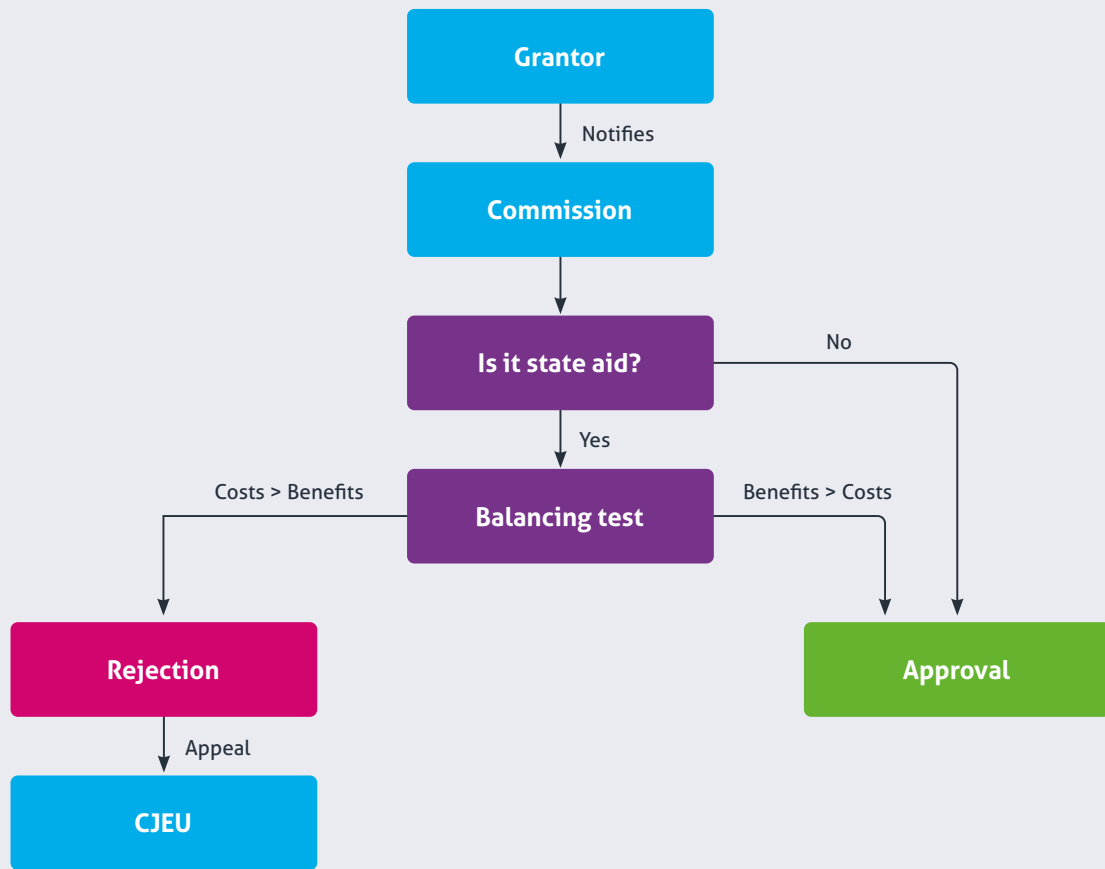 Grantor
Notifies
Commission
Is it state aid?
No
Yes
Costs > Benefits
Balancing test
Benefits > Costs
Rejection
Approval
Appeal
CJEU